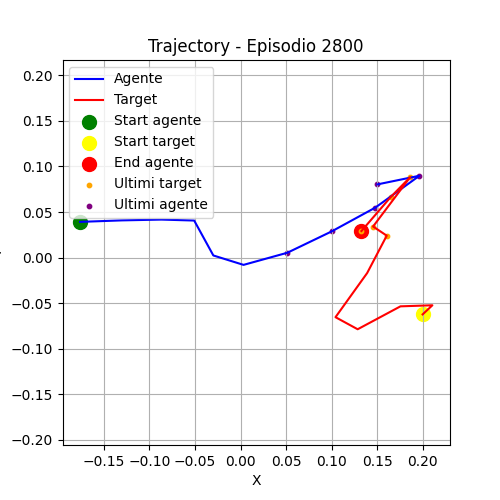 Trajectory - Episodio 2800
Agente
Target
Start agente
Start target
End agente
Ultimi target
Ultimi agente
0.20
0.15
0.10
0.05
0.00
−0.05
−0.10
−0.15
−0.20
−0.15
−0.10
−0.05
0.00
0.05
0.10
0.15
0.20
X